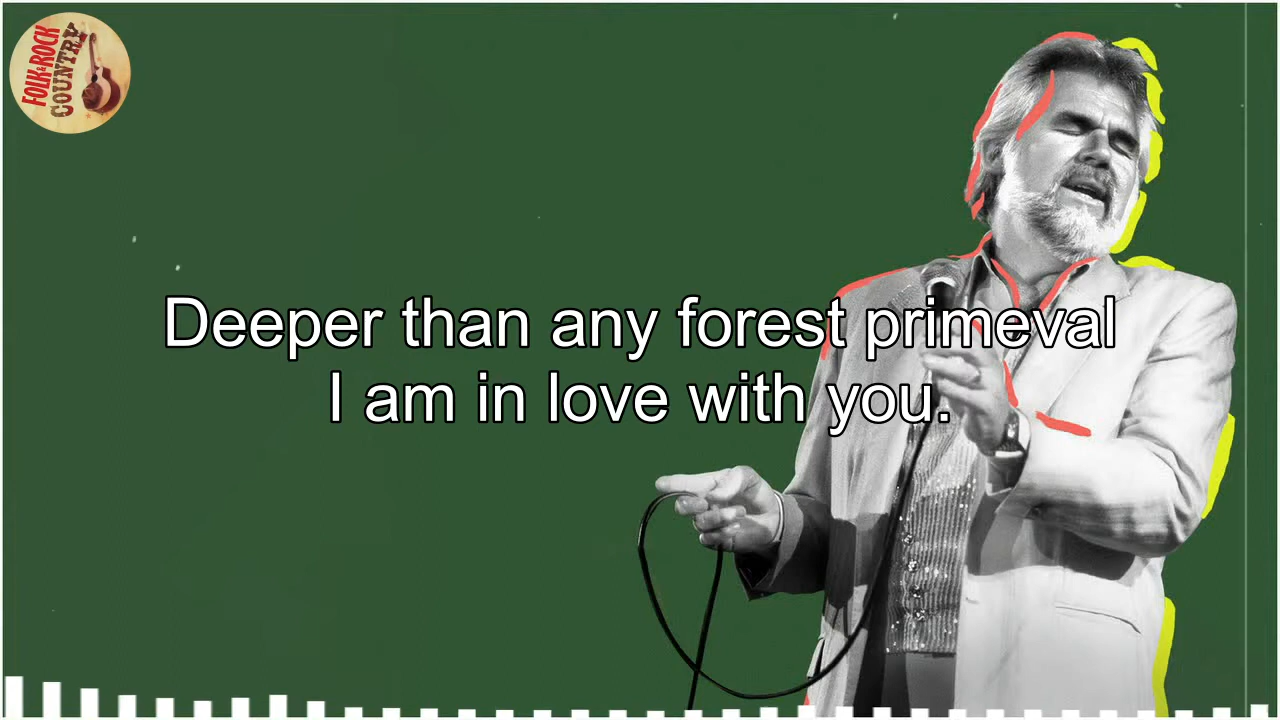 FOLK & ROCK
COUNTRY
Deeper than any forest primeval
I am in love with you.